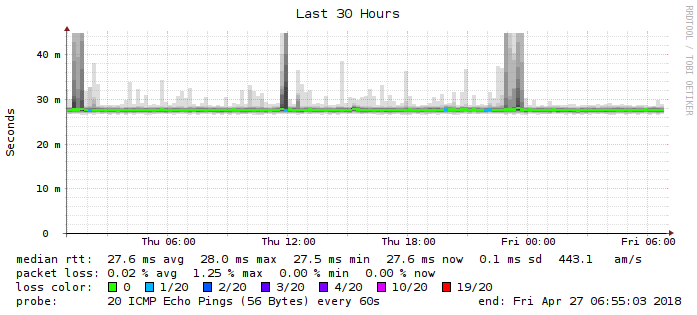 Last 30 Hours
RRDTOOL / TOBI OETIKER
Seconds
40 m
30 m
20 m
10 m
0
Thu 06:00 Thu 12:00 Thu 18:00 Fri 00:00 Fri 06:00
median rtt: 27.6 ms avg 28.0 ms max 27.5 ms min 27.6 ms now 0.1 ms sd 443.1 am/s
packet loss: 0.02 % avg 1.25 % max 0.00 % min 0.00 % now
loss color: 0 1/20 2/20 3/20 4/20 10/20 19/20
probe: 20 ICMP Echo Pings (56 Bytes) every 60s end: Fri Apr 27 06:55:03 2018